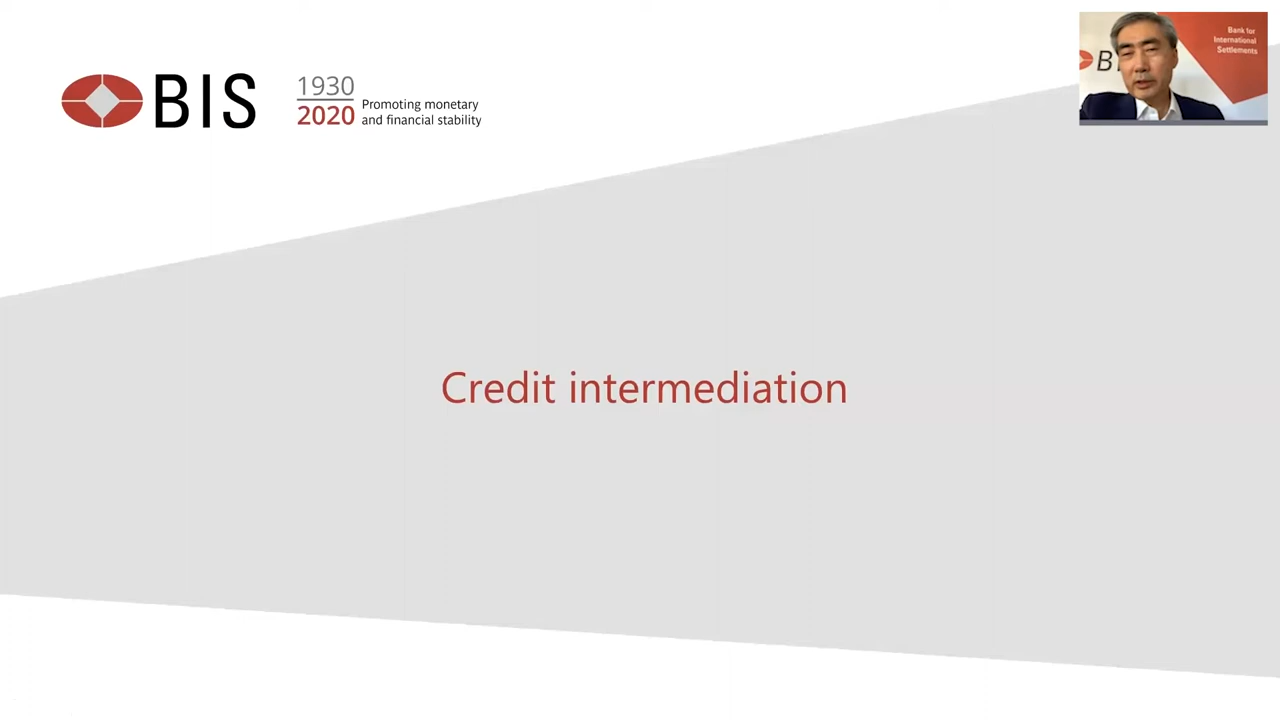 BIS
1930
2020
Promoting monetary
and financial stability
Bank for
International
Settlements
Credit intermediation